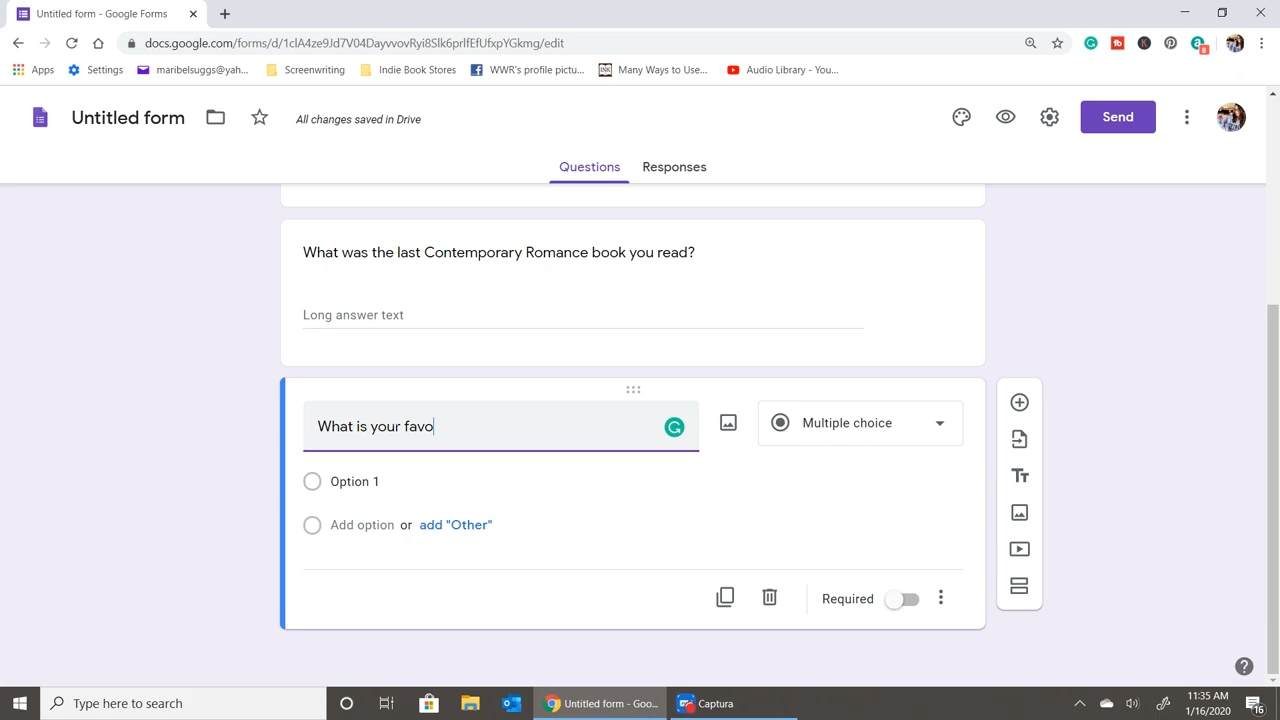 Untitled form - Google Forms
docs.google.com/forms/d/1clA4ze9Jd7V04DayvvovRyi8Slk6prlfEfUfxpYGkmg/edit
8
Apps Settings maribelsuggs@yah... Screenwriting Indie Book Stores WWR's profile pictu... INK Many Ways to Use... Audio Library - You...
Untitled form All changes saved in Drive Send
Questions Responses
What was the last Contemporary Romance book you read?
Long answer text
What is your favo
Multiple choice
Option 1
Add option or add "Other"
Required
Type here to search
Untitled form - Goo...
Captura
11:35 AM
1/16/2020
16